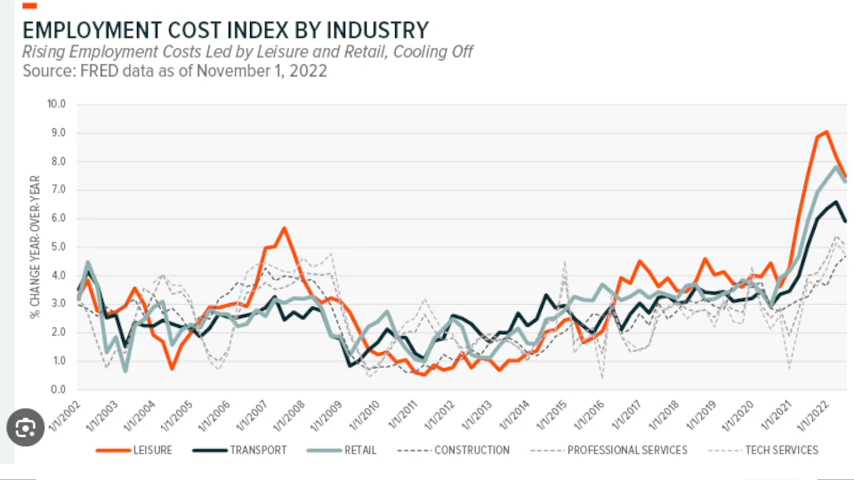 EMPLOYMENT COST INDEX BY INDUSTRY
Rising Employment Costs Led by Leisure and Retail, Cooling Off
Source: FRED data as of November 1, 2022
% CHANGE YEAR-OVER-YEAR
10.0
9.0
8.0
7.0
6.0
5.0
4.0
3.0
2.0
1.0
0.0
1/1/2002 1/1/2003 1/1/2004 1/1/2005 1/1/2006 1/1/2007 1/1/2008 1/1/2009 1/1/2010 1/1/2011 1/1/2012 1/1/2013 1/1/2014 1/1/2015 1/1/2016 1/1/2017 1/1/2018 1/1/2019 1/1/2020 1/1/2021 1/1/2022
LEISURE TRANSPORT RETAIL CONSTRUCTION PROFESSIONAL SERVICES TECH SERVICES